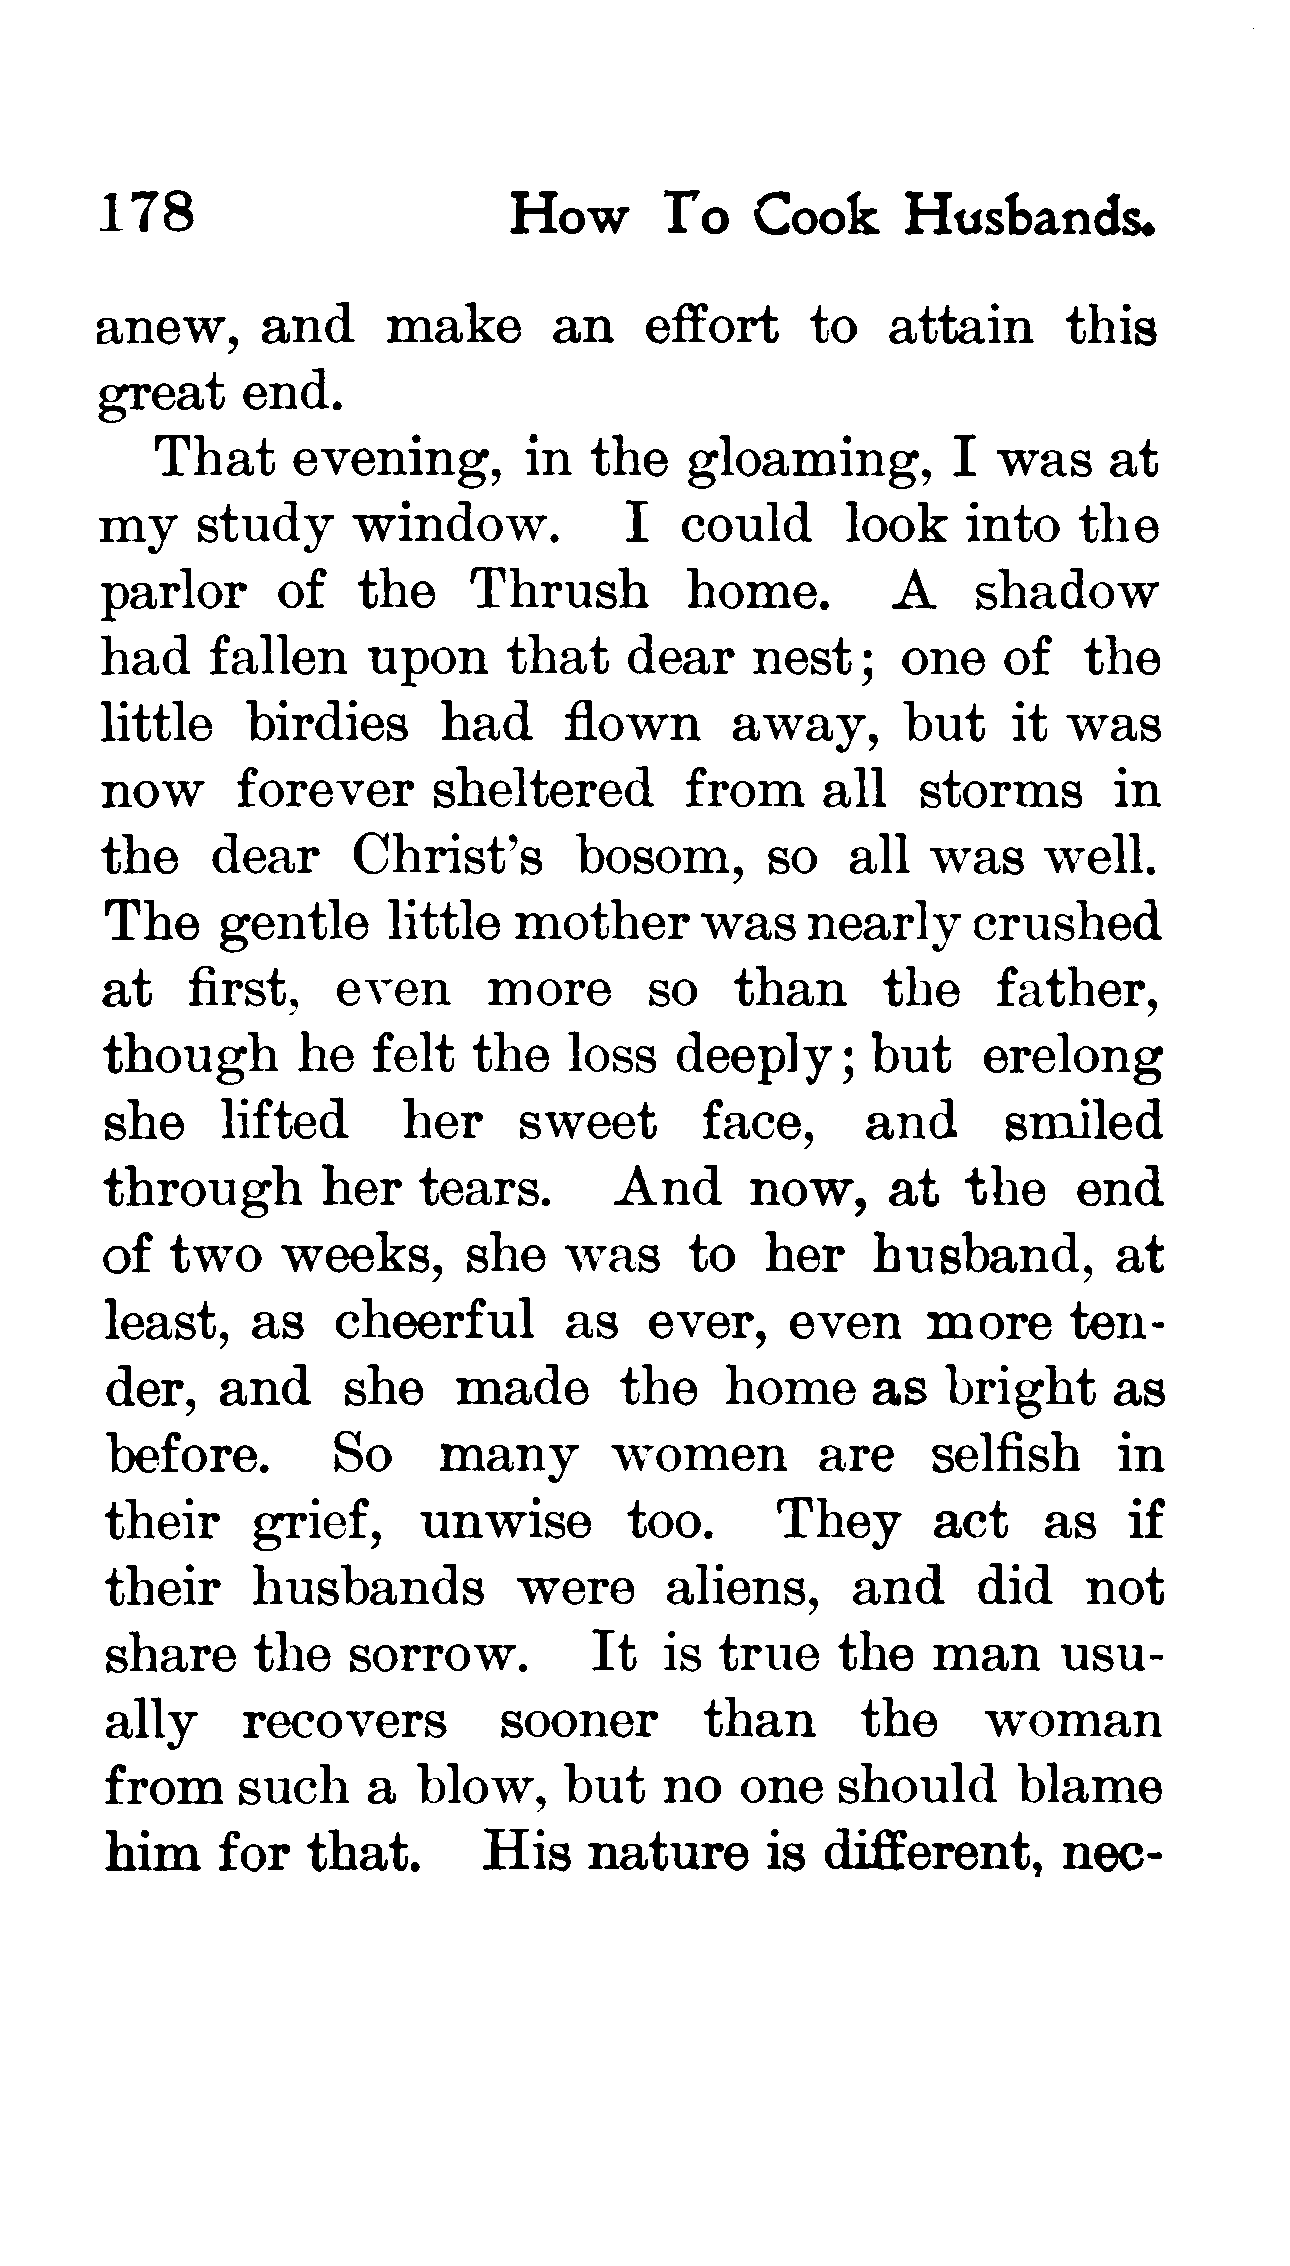 178 How To Cook Husbands.
anew, and make an effort to attain this
great end.
That evening, in the gloaming, I was at
my study window. I could look into the
parlor of the Thrush home. A shadow
had fallen upon that dear nest; one of the
little birdies had flown away, but it was
now forever sheltered from all storms in
the dear Christ's bosom, so all was well.
The gentle little mother was nearly crushed
at first, even more so than the father,
though he felt the loss deeply; but erelong
she lifted her sweet face, and smiled
through her tears. And now, at the end
of two weeks, she was to her husband, at
least, as cheerful as ever, even more ten-
der, and she made the home as bright as
before. So many women are selfish in
their grief, unwise too. They act as if
their husbands were aliens, and did not
share the sorrow. It is true the man usu-
ally recovers sooner than the woman
from such a blow, but no one should blame
him for that. His nature is different, nec-